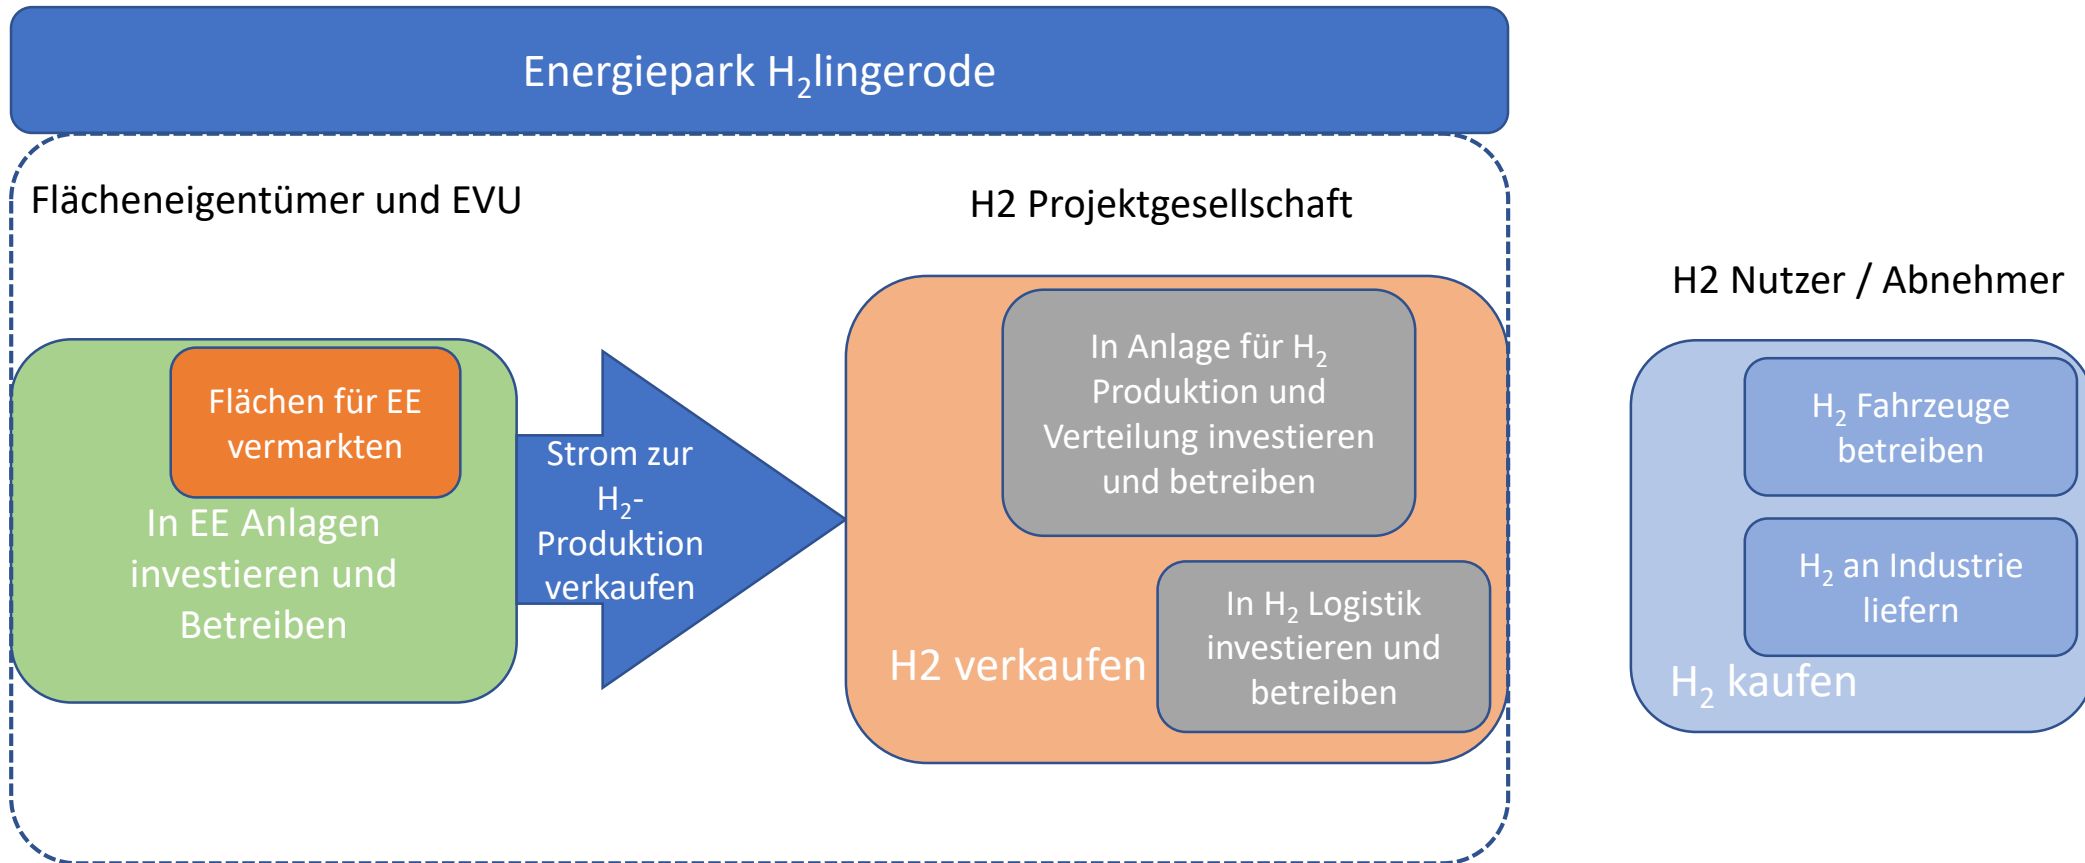 Energiepark H₂lingerode
Flächeneigentümer und EVU
H2 Projektgesellschaft
H2 Nutzer / Abnehmer
Flächen für EE
vermarkten
In EE Anlagen
investieren und
Betreiben
Strom zur
H₂-
Produktion
verkaufen
In Anlage für H₂
Produktion und
Verteilung investieren
und betreiben
In H₂ Logistik
investieren und
betreiben
H2 verkaufen
H₂ Fahrzeuge
betreiben
H₂ an Industrie
liefern
H₂ kaufen